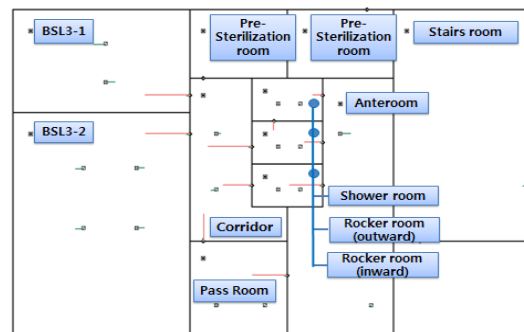 BSL3-1
Pre-
Sterilization
room
Pre-
Sterilization
room
Stairs room
Anteroom
BSL3-2
Shower room
Corridor
Rocker room
(outward)
Rocker room
(inward)
Pass Room